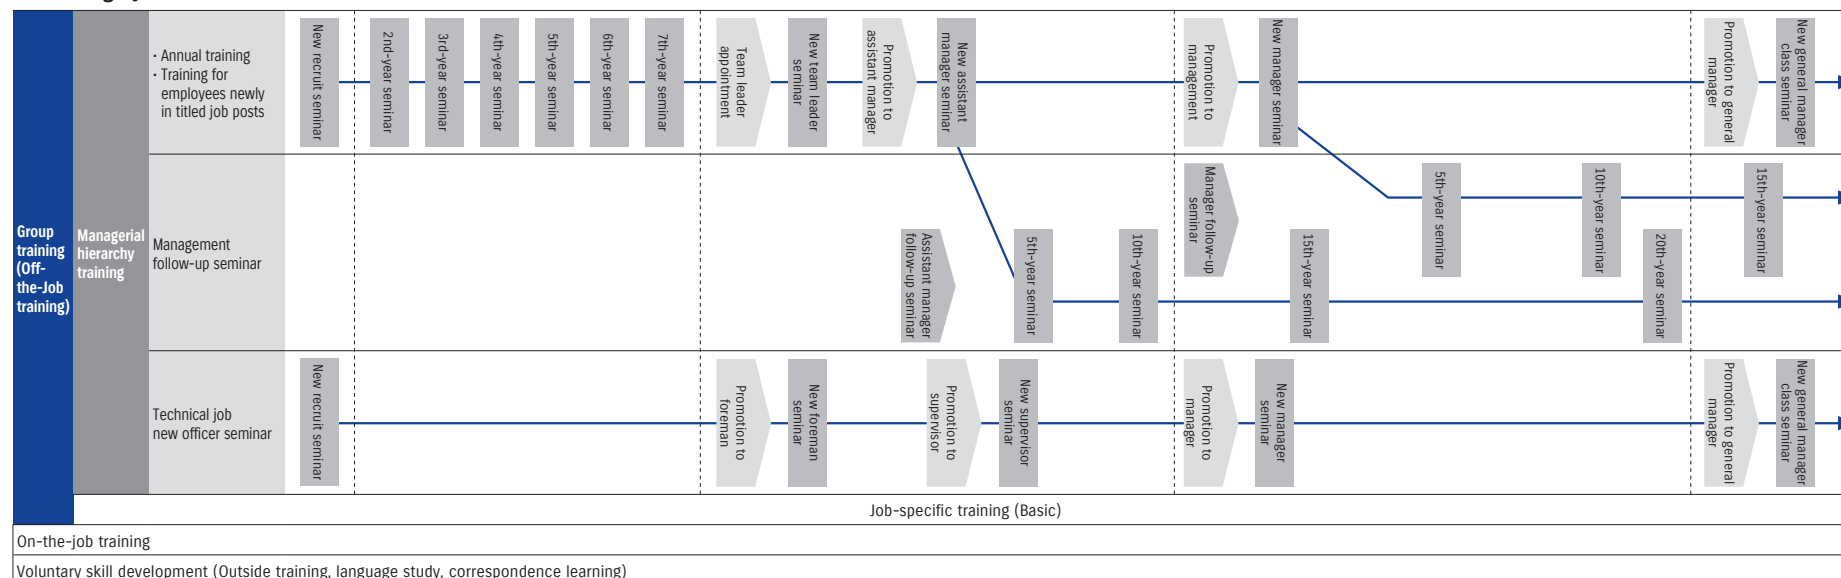 Group
training
(Off-
the-Job
training)
Managerial
hierarchy
training
・Annual training
・Training for
employees newly
in titled job posts
New recruit seminar
2nd-year seminar
3rd-year seminar
4th-year seminar
5th-year seminar
6th-year seminar
7th-year seminar
Team leader
appointment
New team leader
seminar
Promotion to
assistant manager
New assistant
manager seminar
Promotion to
management
New manager seminar
Promotion to general
manager
New general manager
class seminar
Management
follow-up seminar
Assistant manager
follow-up seminar
5th-year seminar
10th-year seminar
Manager follow-up
seminar
15th-year seminar
5th-year seminar
10th-year seminar
20th-year seminar
15th-year seminar
Technical job
new officer seminar
New recruit seminar
Promotion to
foreman
New foreman
seminar
Promotion to
supervisor
New supervisor
seminar
Promotion to
manager
New manager
seminar
Promotion to general
manager
New general manager
class seminar
Job-specific training (Basic)
On-the-job training
Voluntary skill development (Outside training, language study, correspondence learning)